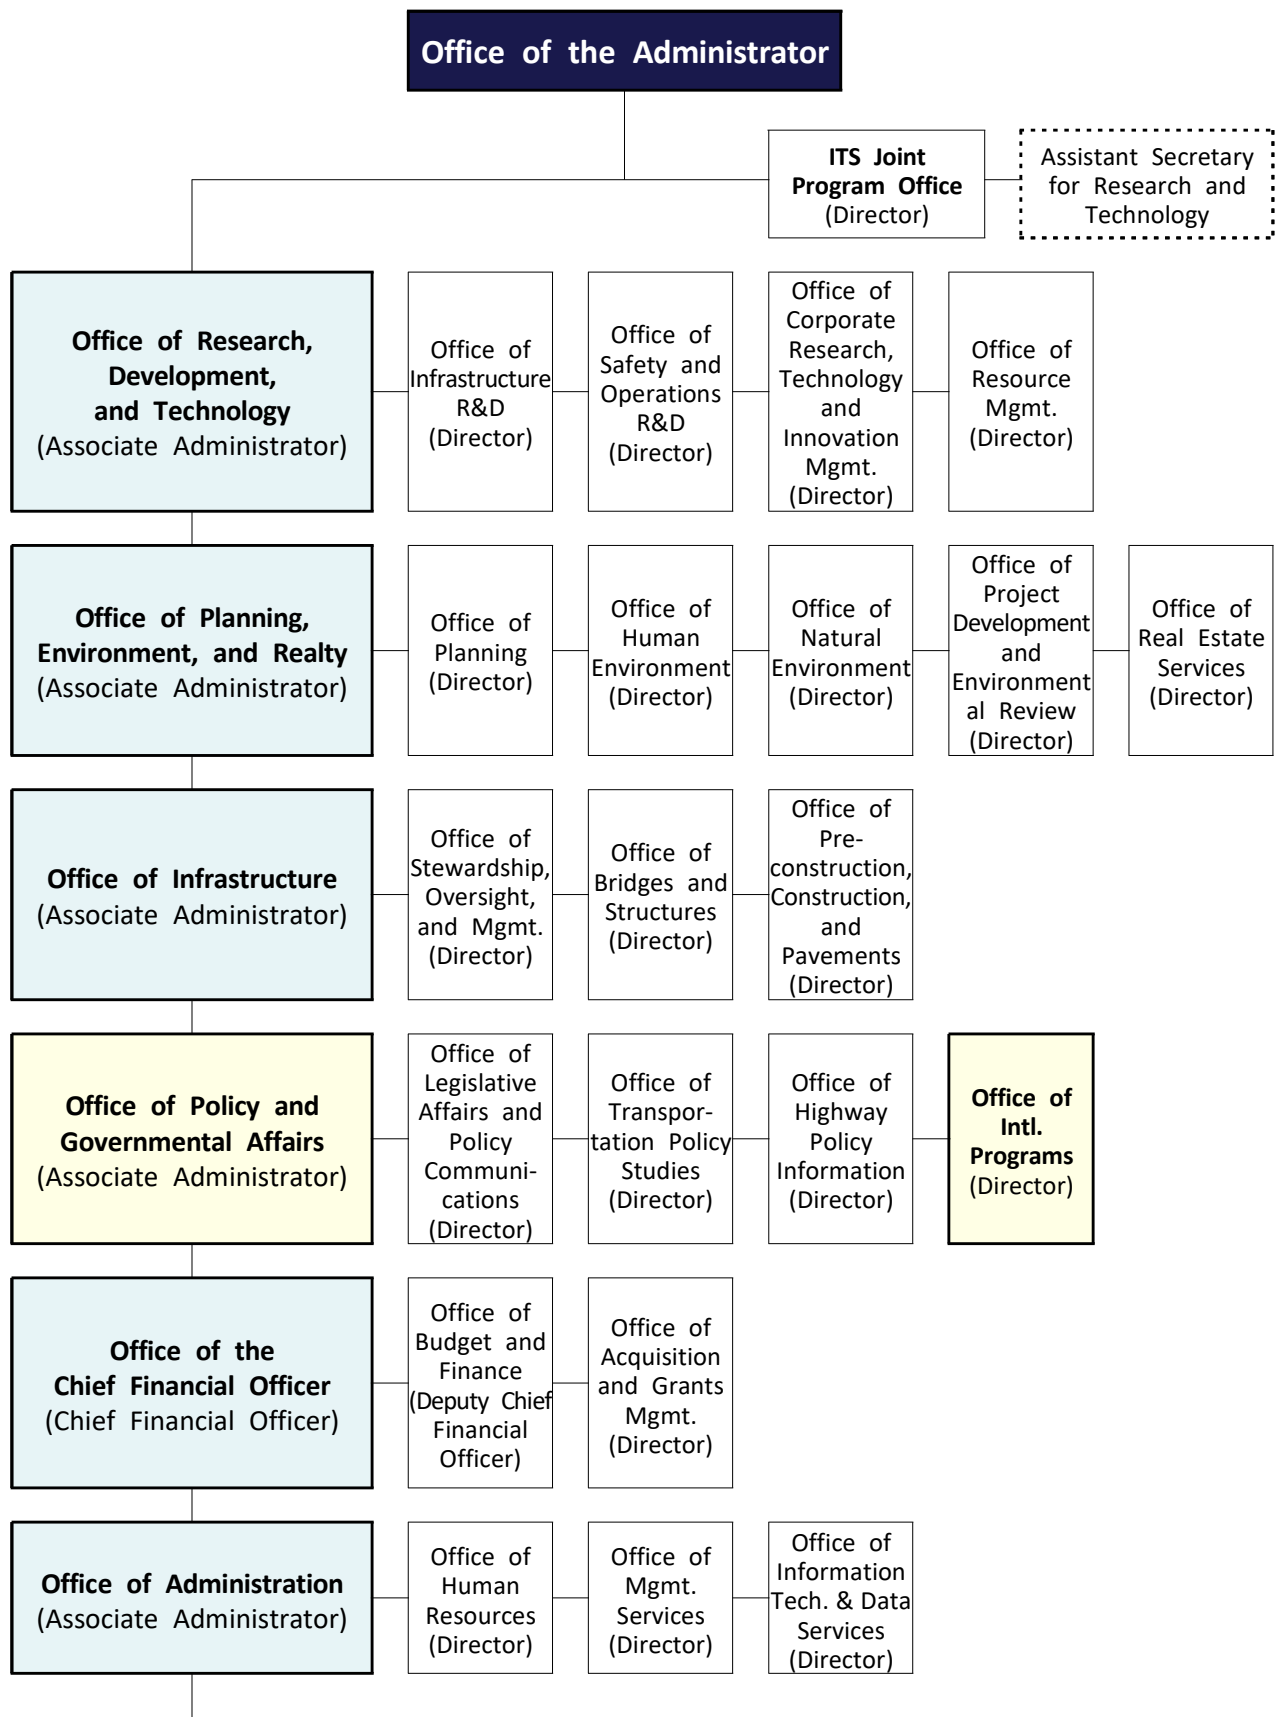 Office of the Administrator
ITS Joint
Program Office
(Director)
Assistant Secretary
for Research and
Technology
Office of Research,
Development,
and Technology
(Associate Administrator)
Office of
Infrastructure
R&D
(Director)
Office of
Safety and
Operations
R&D
(Director)
Office of
Corporate
Research,
Technology
and
Innovation
Mgmt.
(Director)
Office of
Resource
Mgmt.
(Director)
Office of Planning,
Environment, and Realty
(Associate Administrator)
Office of
Planning
(Director)
Office of
Human
Environment
(Director)
Office of
Natural
Environment
(Director)
Office of
Project
Development
and
Environment
al Review
(Director)
Office of
Real Estate
Services
(Director)
Office of Infrastructure
(Associate Administrator)
Office of
Stewardship,
Oversight,
and Mgmt.
(Director)
Office of
Bridges and
Structures
(Director)
Office of
Pre-
construction,
Construction,
and
Pavements
(Director)
Office of Policy and
Governmental Affairs
(Associate Administrator)
Office of
Legislative
Affairs and
Policy
Communi-
cations
(Director)
Office of
Transpor-
tation Policy
Studies
(Director)
Office of
Highway
Policy
Information
(Director)
Office of
Intl.
Programs
(Director)
Office of the
Chief Financial Officer
(Chief Financial Officer)
Office of
Budget and
Finance
(Deputy Chief
Financial
Officer)
Office of
Acquisition
and Grants
Mgmt.
(Director)
Office of Administration
(Associate Administrator)
Office of
Human
Resources
(Director)
Office of
Mgmt.
Services
(Director)
Office of
Information
Tech. & Data
Services
(Director)